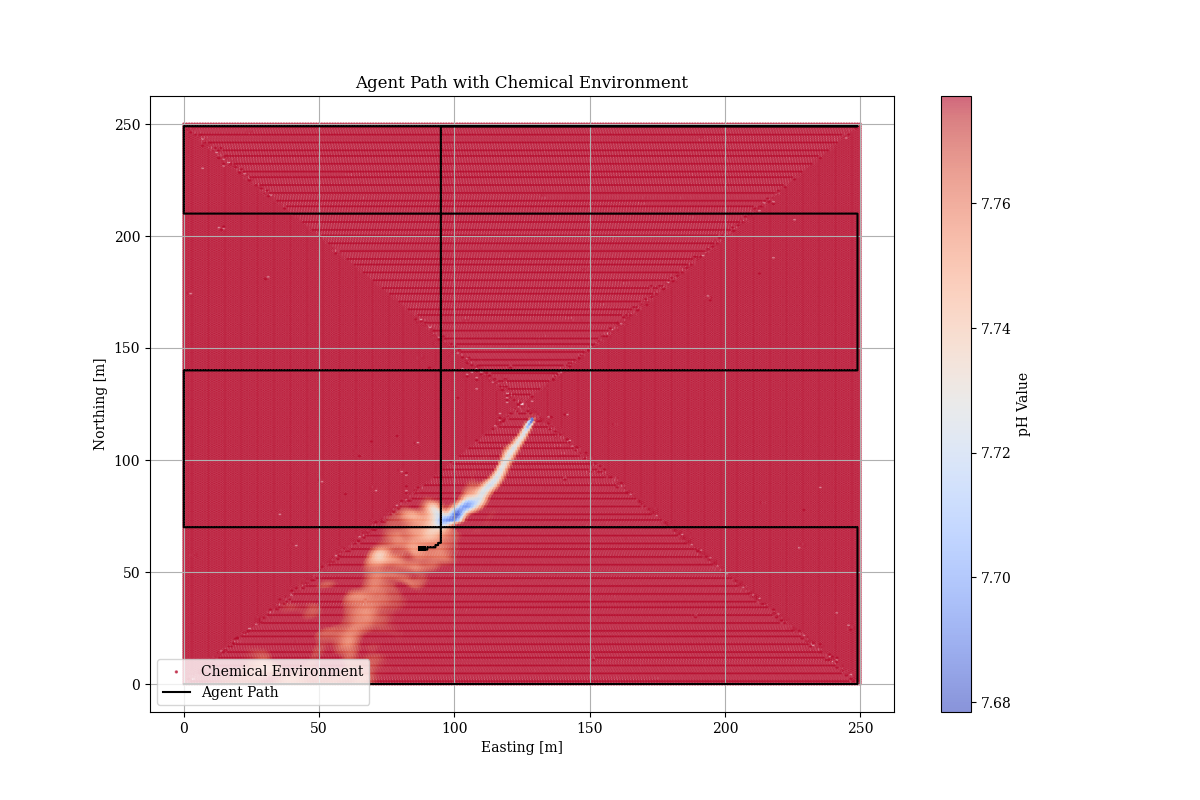 Agent Path with Chemical Environment
250
200
150
100
50
0
Northing [m]
Chemical Environment
Agent Path
0
50
100
150
200
250
Easting [m]
7.76
7.74
7.72
7.70
7.68
pH Value